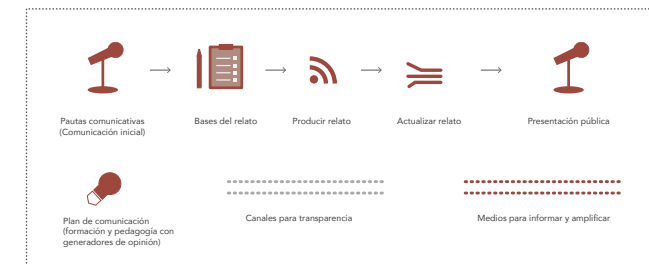 Pautas comunicativas
(Comunicación inicial)
Bases del relato
Producir relato
Actualizar relato
Presentación pública
Plan de comunicación
(formación y pedagogía con
generadores de opinión)
Canales para transparencia
Medios para informar y amplificar